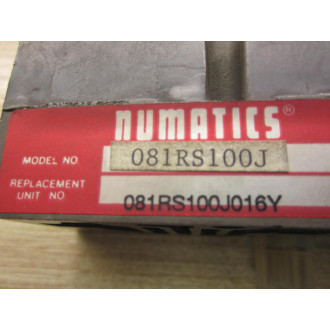 NUMATICS®
MODEL NO. 081RS100J
REPLACEMENT
UNIT NO 081RS100J016Y